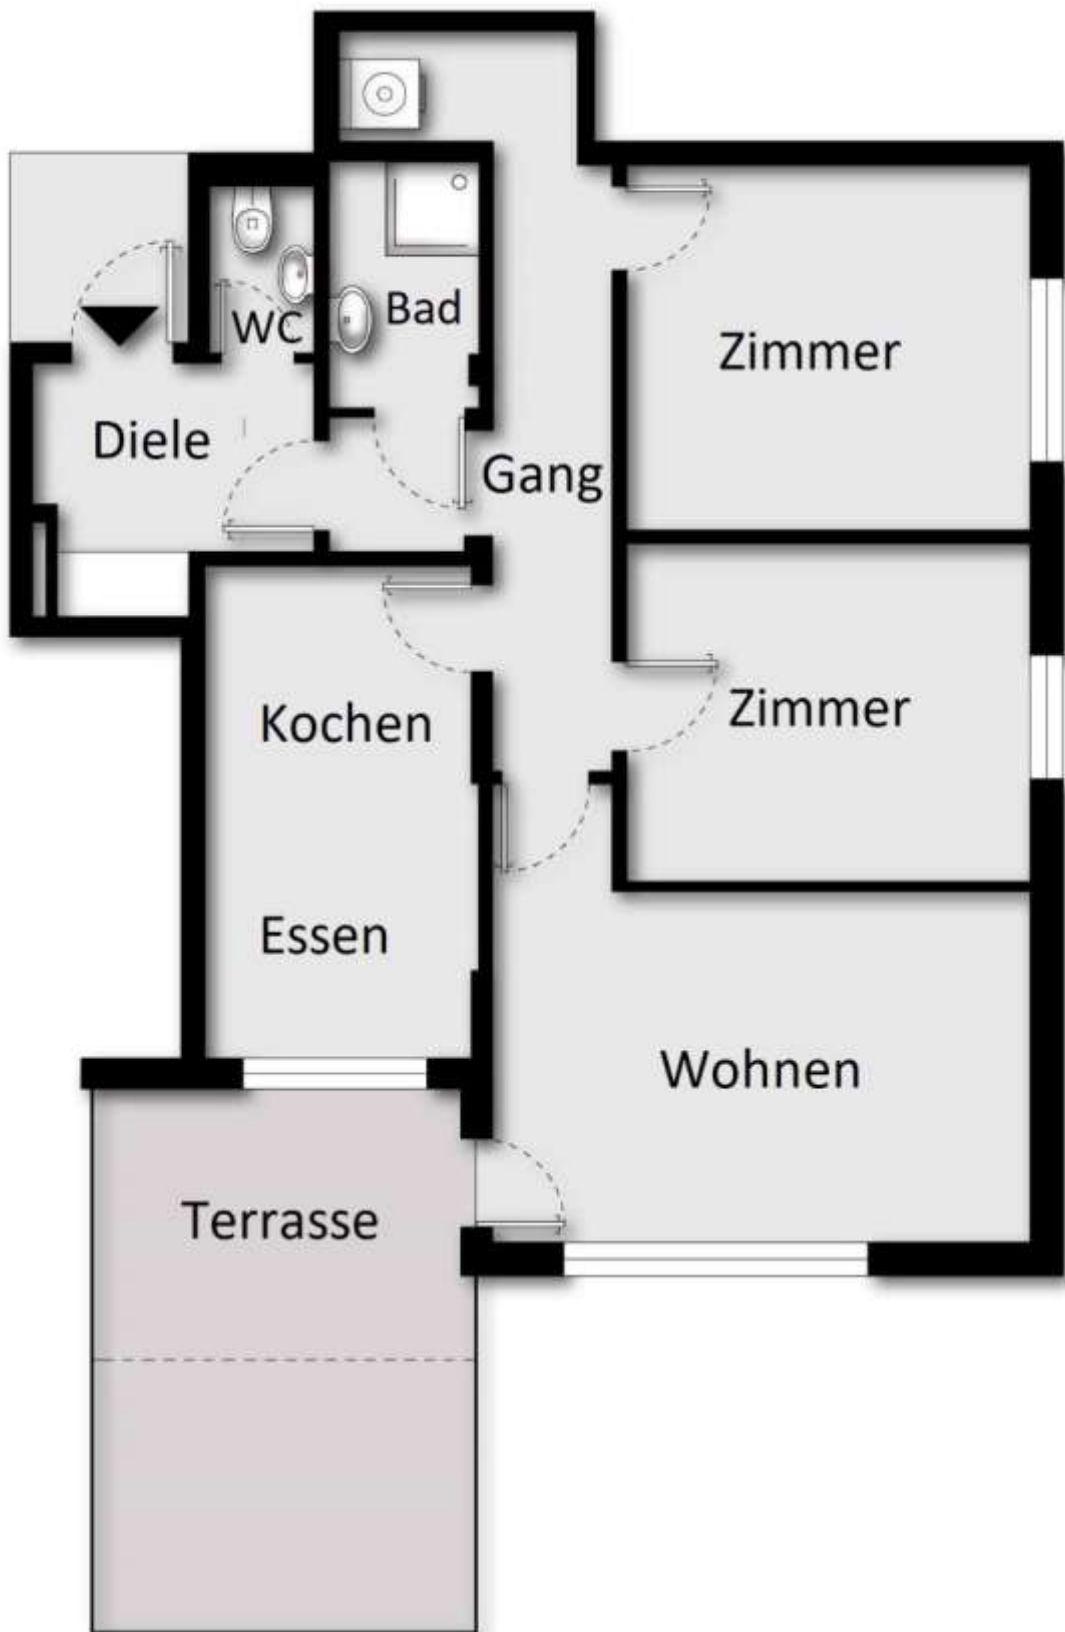 WC
Bad
Zimmer
Diele
Gang
Kochen
Zimmer
Essen
Wohnen
Terrasse